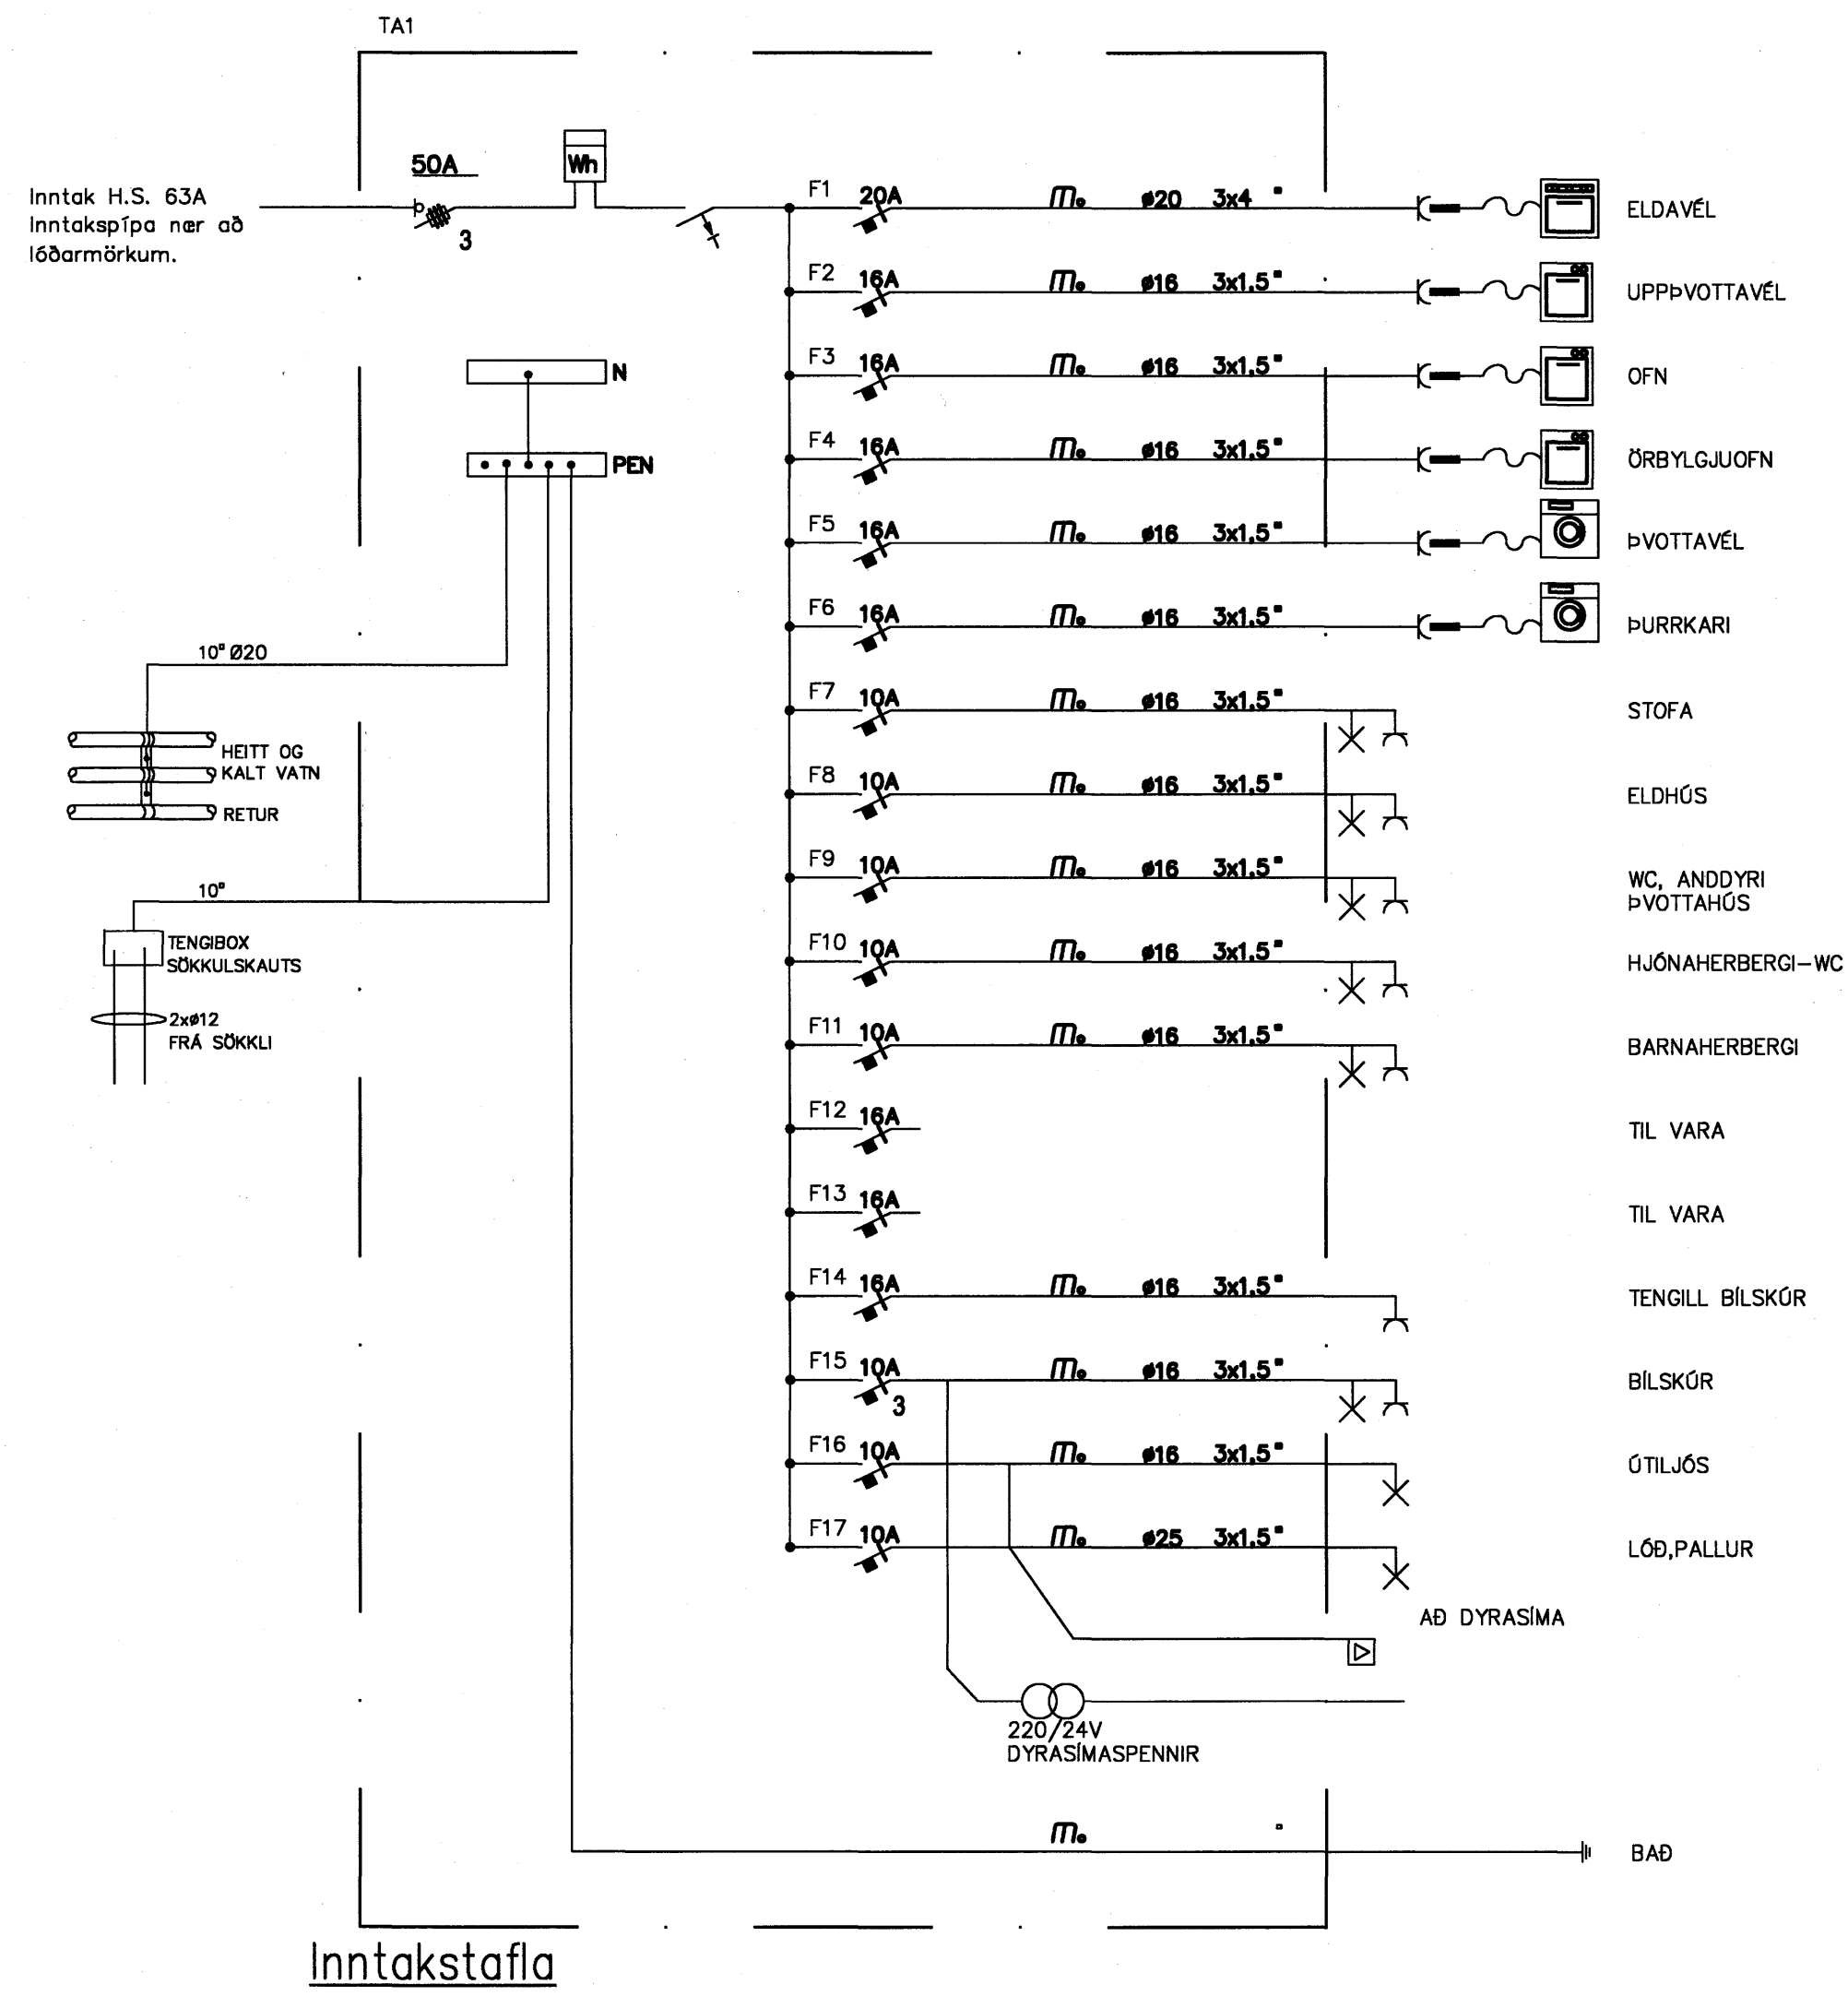 TA1
Inntak H.S. 63A
Inntakspípa nær að
lóðarmörkum.
50A
3
Wh
N
PEN
10▫ Ø20
HEITT OG
KALT VATN
RETUR
10▫
TENGIBOX
SÖKKULSKAUTS
2xø12
FRÁ SÖKKLI
F1 20A ø20 3x4▫ ELDAVÉL
F2 16A ø16 3x1,5▫ UPPÞVOTTAVÉL
F3 16A ø16 3x1,5▫ OFN
F4 16A ø16 3x1,5▫ ÖRBYLGJUOFN
F5 16A ø16 3x1,5▫ ÞVOTTAVÉL
F6 16A ø16 3x1,5▫ ÞURRKARI
F7 10A ø16 3x1,5▫ STOFA
F8 10A ø16 3x1,5▫ ELDHÚS
F9 10A ø16 3x1,5▫ WC, ANDDYRI
ÞVOTTAHÚS
F10 10A ø16 3x1,5▫ HJÓNAHERBERGI-WC
F11 10A ø16 3x1,5▫ BARNAHERBERGI
F12 16A TIL VARA
F13 16A TIL VARA
F14 16A ø16 3x1,5▫ TENGILL BÍLSKÚR
F15 10A ø16 3x1,5▫ BÍLSKÚR
3
F16 10A ø16 3x1,5▫ ÚTILJÓS
F17 10A ø25 3x1,5▫ LÓÐ,PALLUR
AÐ DYRASÍMA
220/24V
DYRASÍMASPENNIR
▫ BAÐ
Inntakstafla